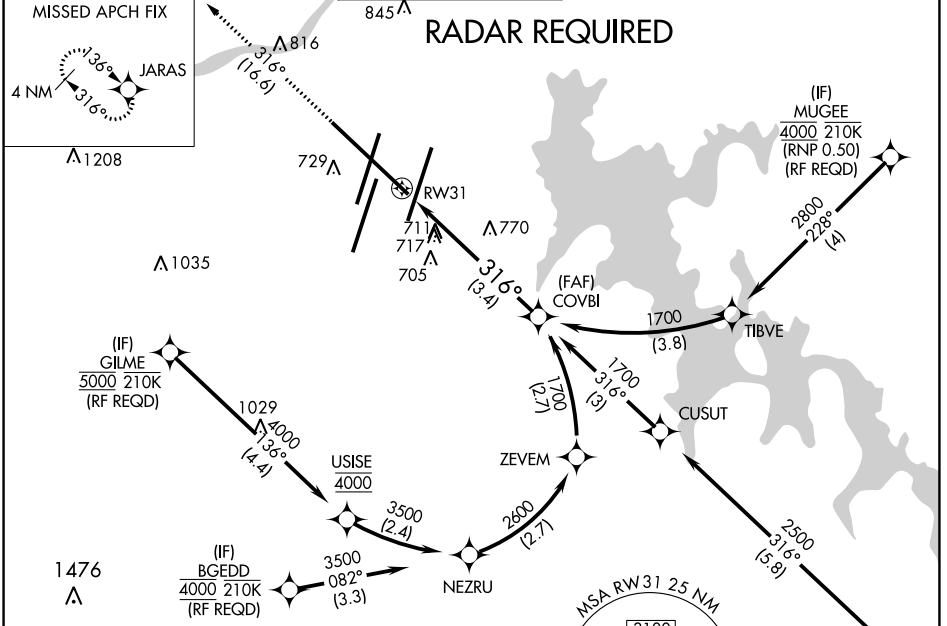 MISSED APCH FIX
136°
JARAS
4 NM
316°
845
RADAR REQUIRED
816
316°
(16.6)
1208
729
RW31
(IF)
MUGEE
4000 210K
(RNP 0.50)
(RF REQD)
2800
228°
(4)
711
717
705
770
1035
316°
(3.4)
(FAF)
COVBI
1700
(3.8)
TIBVE
(IF)
GILME
5000 210K
(RF REQD)
1700
(2.7)
1700
316°
(3)
CUSUT
1029
4000
136°
(4.4)
USISE
4000
ZEVEM
3500
(2.4)
2600
(2.7)
2500
316°
(5.8)
(IF)
BGEDD
4000 210K
(RF REQD)
3500
082°
(3.3)
NEZRU
1476
MSA RW31 25 NM